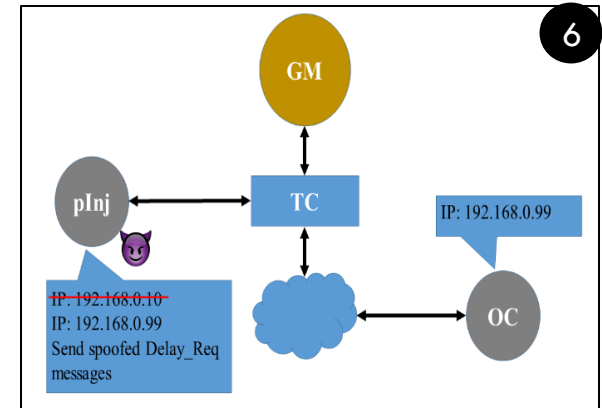 6
GM
pInj
TC
IP: 192.168.0.99
IP: 192.168.0.10
IP: 192.168.0.99
Send spoofed Delay_Req
messages
OC